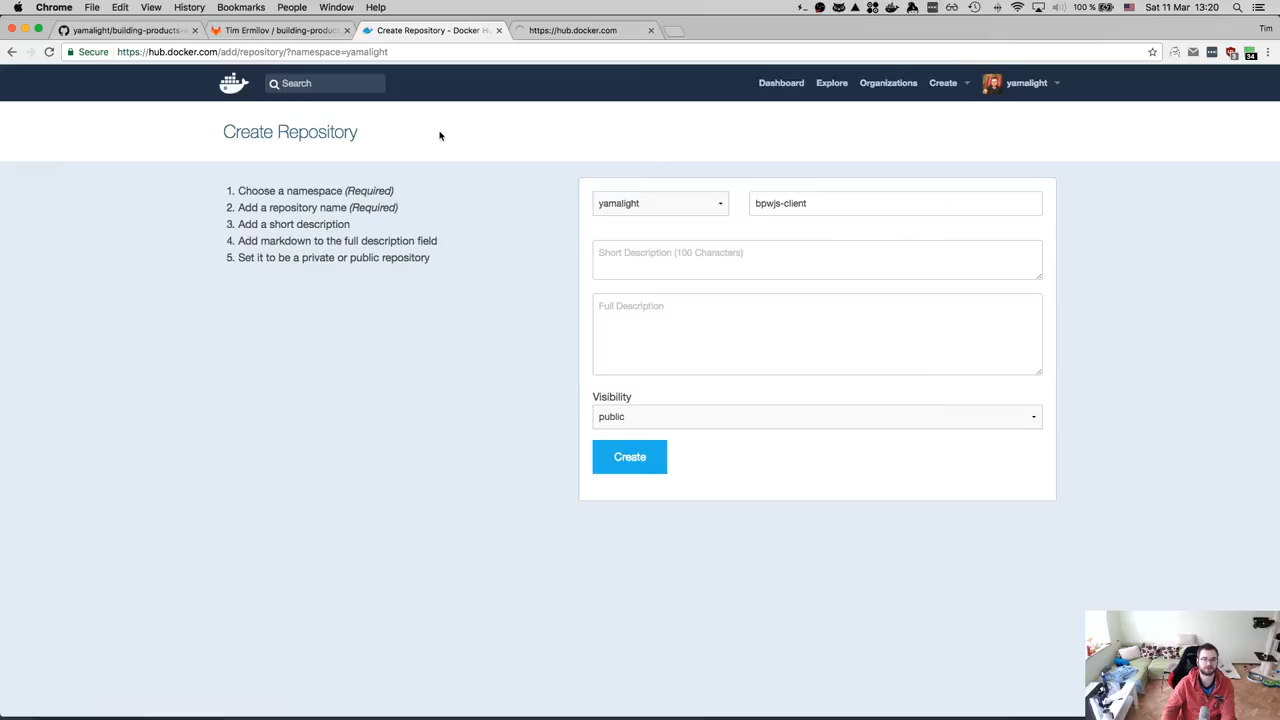 Chrome File Edit View History Bookmarks People Window Help 100 % Sat 11 Mar 13:20
yamalight/building-products- Tim Ermilov / building-produc Create Repository - Docker H https://hub.docker.com Tim
Secure https://hub.docker.com/add/repository/?namespace=yamalight
Search Dashboard Explore Organizations Create yamalight
Create Repository
1. Choose a namespace (Required)
2. Add a repository name (Required)
3. Add a short description
4. Add markdown to the full description field
5. Set it to be a private or public repository
yamalight bpwjs-client
Short Description (100 Characters)
Full Description
Visibility
public
Create